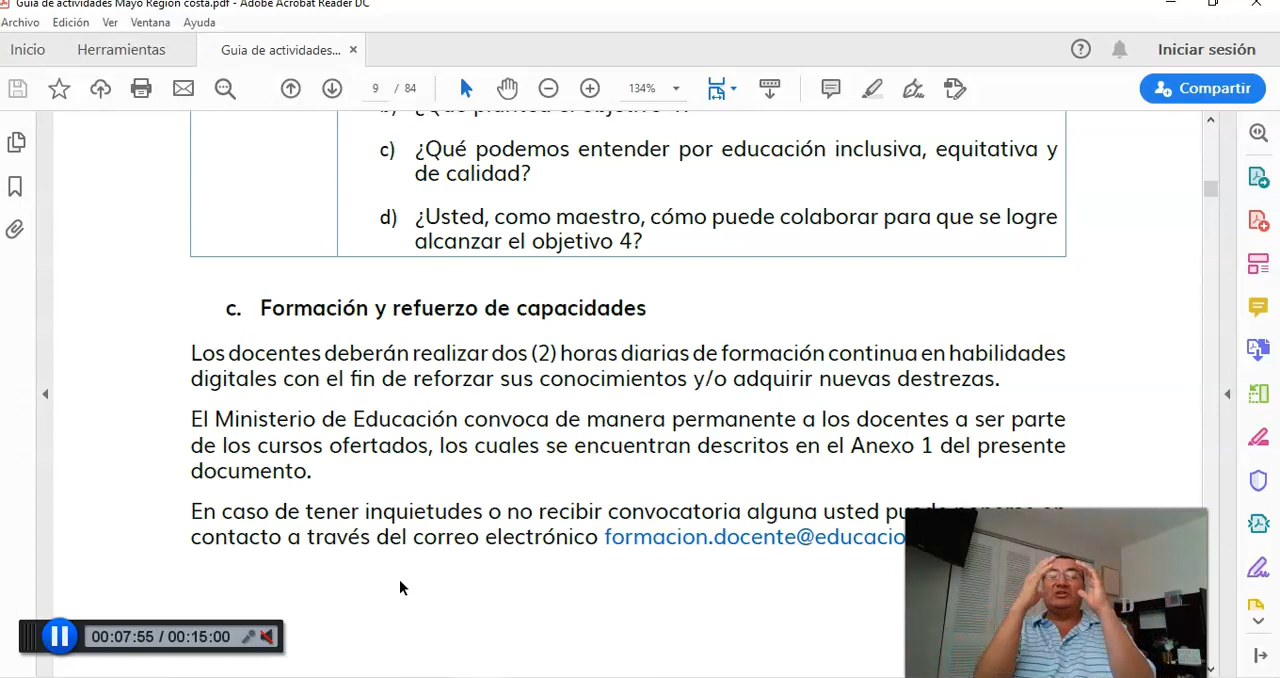 Guia de actividades Mayo Region costa.pdf - Adobe Acrobat Reader DC
Archivo Edición Ver Ventana Ayuda
Inicio Herramientas Guia de actividades... × Iniciar sesión
9 / 84 134% Compartir
c) ¿Qué podemos entender por educación inclusiva, equitativa y
de calidad?
d) ¿Usted, como maestro, cómo puede colaborar para que se logre
alcanzar el objetivo 4?
c. Formación y refuerzo de capacidades
Los docentes deberán realizar dos (2) horas diarias de formación continua en habilidades
digitales con el fin de reforzar sus conocimientos y/o adquirir nuevas destrezas.
El Ministerio de Educación convoca de manera permanente a los docentes a ser parte
de los cursos ofertados, los cuales se encuentran descritos en el Anexo 1 del presente
documento.
En caso de tener inquietudes o no recibir convocatoria alguna usted
contacto a través del correo electrónico formacion.docente@educacio
00:07:55 / 00:15:00